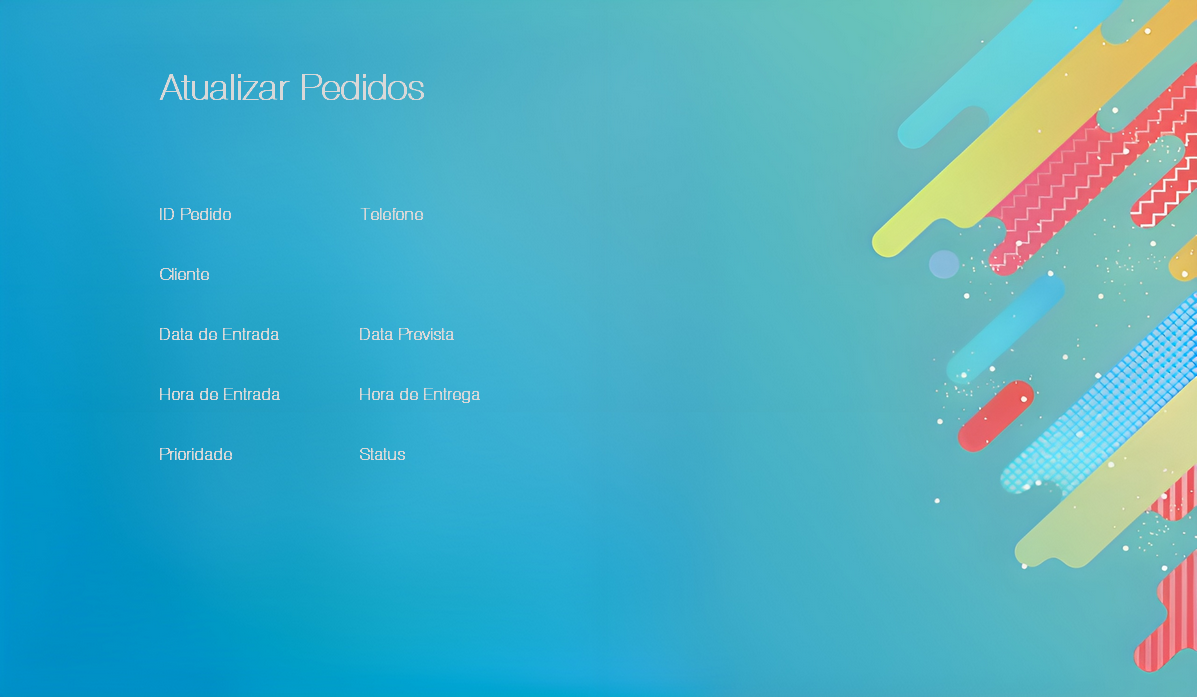 Atualizar Pedidos
ID Pedido Telefone
Cliente
Data de Entrada Data Prevista
Hora de Entrada Hora de Entrega
Prioridade Status